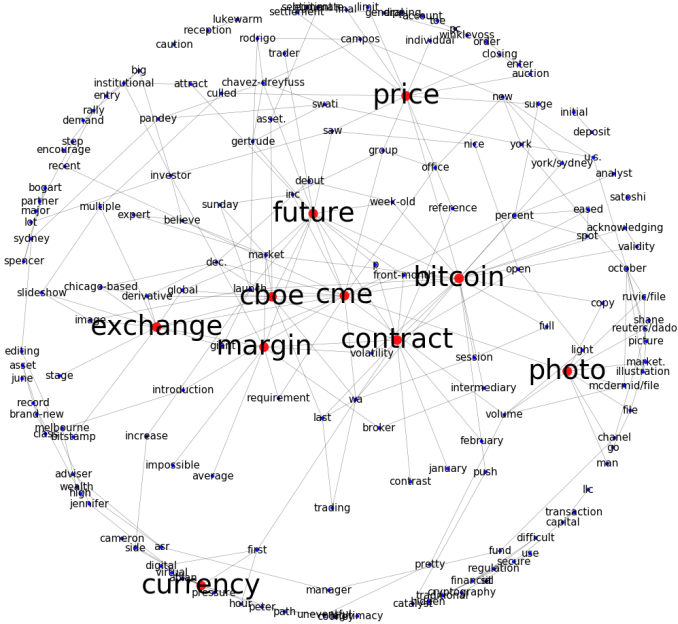 lukewarm
limit
account
reception
winklevoss
pc
rodrigo
campos
individual
order
caution
trader
closing
enter
big
auction
institutional
attract
chavez-dreyfuss
culled
price
entry
swati
now
surge
rally
initial
demand
pandey
asset.
saw
deposit
step
gertrude
nice
york
encourage
group
u.s.
recent
office
york/sydney
analyst
investor
debut
bogart
inc
satoshi
partner
multiple
sunday
week-old
reference
eased
major
expert
future
percent
lot
believe
acknowledging
sydney
spot
validity
market
spencer
dec.
p
open
october
front-month
bitcoin
slideshow
chicago-based
global
launch
derivative
cboe
cme
copy
ruvic/file
image
shane
exchange
full
reuters/dado
contract
picture
giant
margin
light
editing
volatility
session
market.
asset
photo
illustration
june
stage
introduction
intermediary
mcdermid/file
requirement
wa
record
brand-new
last
volume
file
melbourne
increase
broker
class
bitstamp
february
chanel
go
impossible
january
man
adviser
average
contrast
push
wealth
high
llc
jennifer
trading
transaction
capital
cameron
difficult
side
asr
first
fund
use
secure
digital
pretty
regulation
virtual
financial
currency
manager
pressure
cryptography
traditional
hour
catalyst
hidden
peter
path